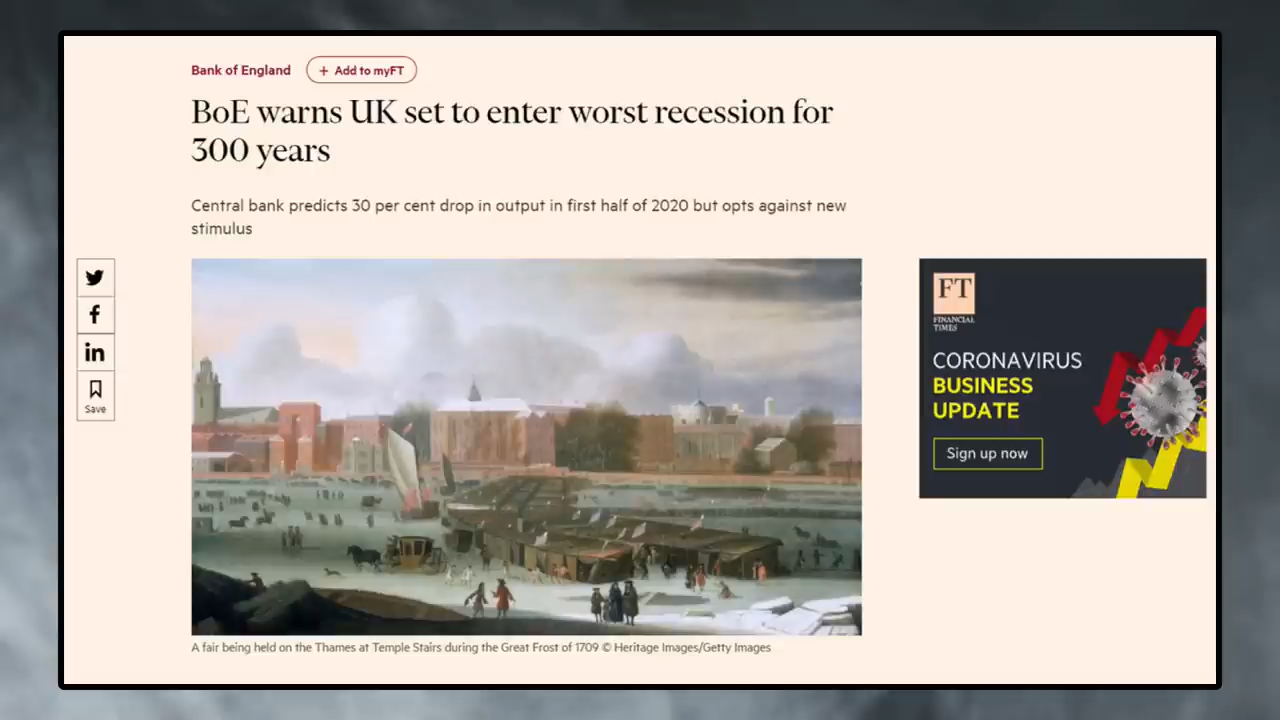 Bank of England
+ Add to myFT
BoE warns UK set to enter worst recession for
300 years
Central bank predicts 30 per cent drop in output in first half of 2020 but opts against new
stimulus
Save
A fair being held on the Thames at Temple Stairs during the Great Frost of 1709 © Heritage Images/Getty Images
FT
FINANCIAL
TIMES
CORONAVIRUS
BUSINESS
UPDATE
Sign up now